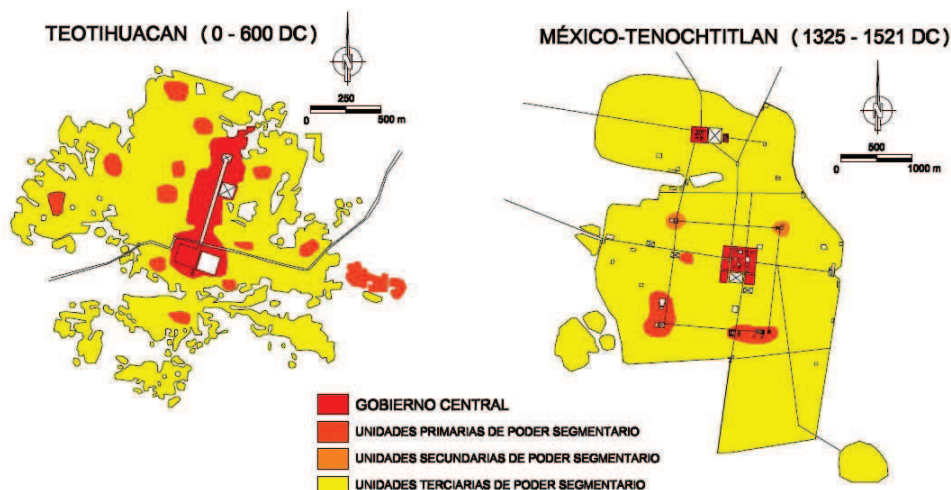 TEOTIHUACAN ( 0 - 600 DC)
N
250
0 500 m
MÉXICO-TENOCHTITLAN ( 1325 - 1521 DC)
N
500
0 1000 m
GOBIERNO CENTRAL
UNIDADES PRIMARIAS DE PODER SEGMENTARIO
UNIDADES SECUNDARIAS DE PODER SEGMENTARIO
UNIDADES TERCIARIAS DE PODER SEGMENTARIO